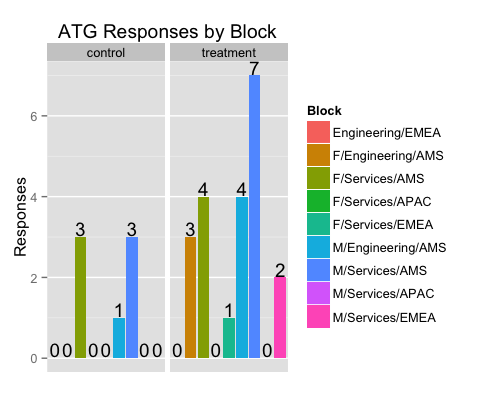 ATG Responses by Block
control treatment
Responses
6
4
2
0
0 0 3 0 0 1 3 0 0
0 3 4 0 1 4 7 0 2
Block
Engineering/EMEA
F/Engineering/AMS
F/Services/AMS
F/Services/APAC
F/Services/EMEA
M/Engineering/AMS
M/Services/AMS
M/Services/APAC
M/Services/EMEA